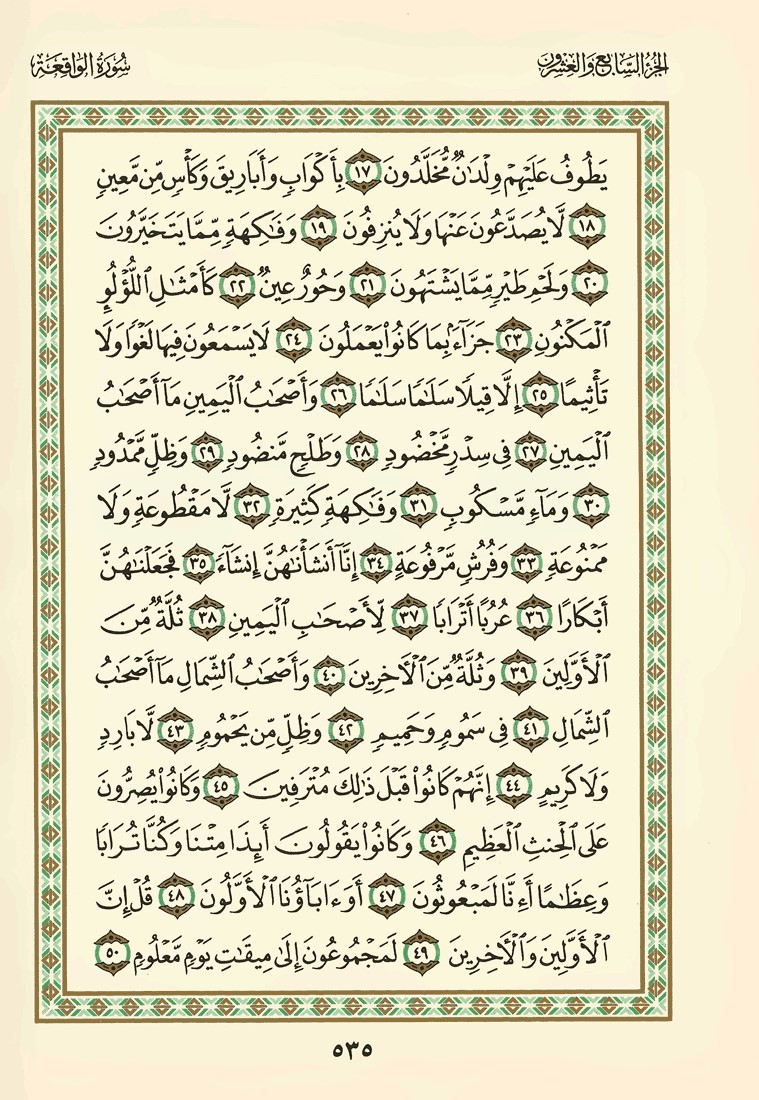 الجزء السابع والعشرون
سورة الواقعة
يَطُوفُ عَلَيْهِمْ وِلْدَٰنٌ مُّخَلَّدُونَ ١٧ بِأَكْوَابٍ وَأَبَارِيقَ وَكَأْسٍ مِّن مَّعِينٍ
١٨ لَّا يُصَدَّعُونَ عَنْهَا وَلَا يُنزِفُونَ ١٩ وَفَٰكِهَةٍ مِّمَّا يَتَخَيَّرُونَ
٢٠ وَلَحْمِ طَيْرٍ مِّمَّا يَشْتَهُونَ ٢١ وَحُورٌ عِينٌ ٢٢ كَأَمْثَٰلِ ٱللُّؤْلُؤِ
ٱلْمَكْنُونِ ٢٣ جَزَآءًۢ بِمَا كَانُوا۟ يَعْمَلُونَ ٢٤ لَا يَسْمَعُونَ فِيهَا لَغْوًا وَلَا
تَأْثِيمًا ٢٥ إِلَّا قِيلًا سَلَٰمًا سَلَٰمًا ٢٦ وَأَصْحَٰبُ ٱلْيَمِينِ مَآ أَصْحَٰبُ
ٱلْيَمِينِ ٢٧ فِى سِدْرٍ مَّخْضُودٍ ٢٨ وَطَلْحٍ مَّنضُودٍ ٢٩ وَظِلٍّ مَّمْدُودٍ
٣٠ وَمَآءٍ مَّسْكُوبٍ ٣١ وَفَٰكِهَةٍ كَثِيرَةٍ ٣٢ لَّا مَقْطُوعَةٍ وَلَا
مَمْنُوعَةٍ ٣٣ وَفُرُشٍ مَّرْفُوعَةٍ ٣٤ إِنَّآ أَنشَأْنَٰهُنَّ إِنشَآءً ٣٥ فَجَعَلْنَٰهُنَّ
أَبْكَارًا ٣٦ عُرُبًا أَتْرَابًا ٣٧ لِّأَصْحَٰبِ ٱلْيَمِينِ ٣٨ ثُلَّةٌ مِّنَ
ٱلْأَوَّلِينَ ٣٩ وَثُلَّةٌ مِّنَ ٱلْءَاخِرِينَ ٤٠ وَأَصْحَٰبُ ٱلشِّمَالِ مَآ أَصْحَٰبُ
ٱلشِّمَالِ ٤١ فِى سَمُومٍ وَحَمِيمٍ ٤٢ وَظِلٍّ مِّن يَحْمُومٍ ٤٣ لَّا بَارِدٍ
وَلَا كَرِيمٍ ٤٤ إِنَّهُمْ كَانُوا۟ قَبْلَ ذَٰلِكَ مُتْرَفِينَ ٤٥ وَكَانُوا۟ يُصِرُّونَ
عَلَى ٱلْحِنثِ ٱلْعَظِيمِ ٤٦ وَكَانُوا۟ يَقُولُونَ أَئِذَا مِتْنَا وَكُنَّا تُرَابًا
وَعِظَٰمًا أَءِنَّا لَمَبْعُوثُونَ ٤٧ أَوَءَابَآؤُنَا ٱلْأَوَّلُونَ ٤٨ قُلْ إِنَّ
ٱلْأَوَّلِينَ وَٱلْءَاخِرِينَ ٤٩ لَمَجْمُوعُونَ إِلَىٰ مِيقَٰتِ يَوْمٍ مَّعْلُومٍ ٥٠
٥٣٥